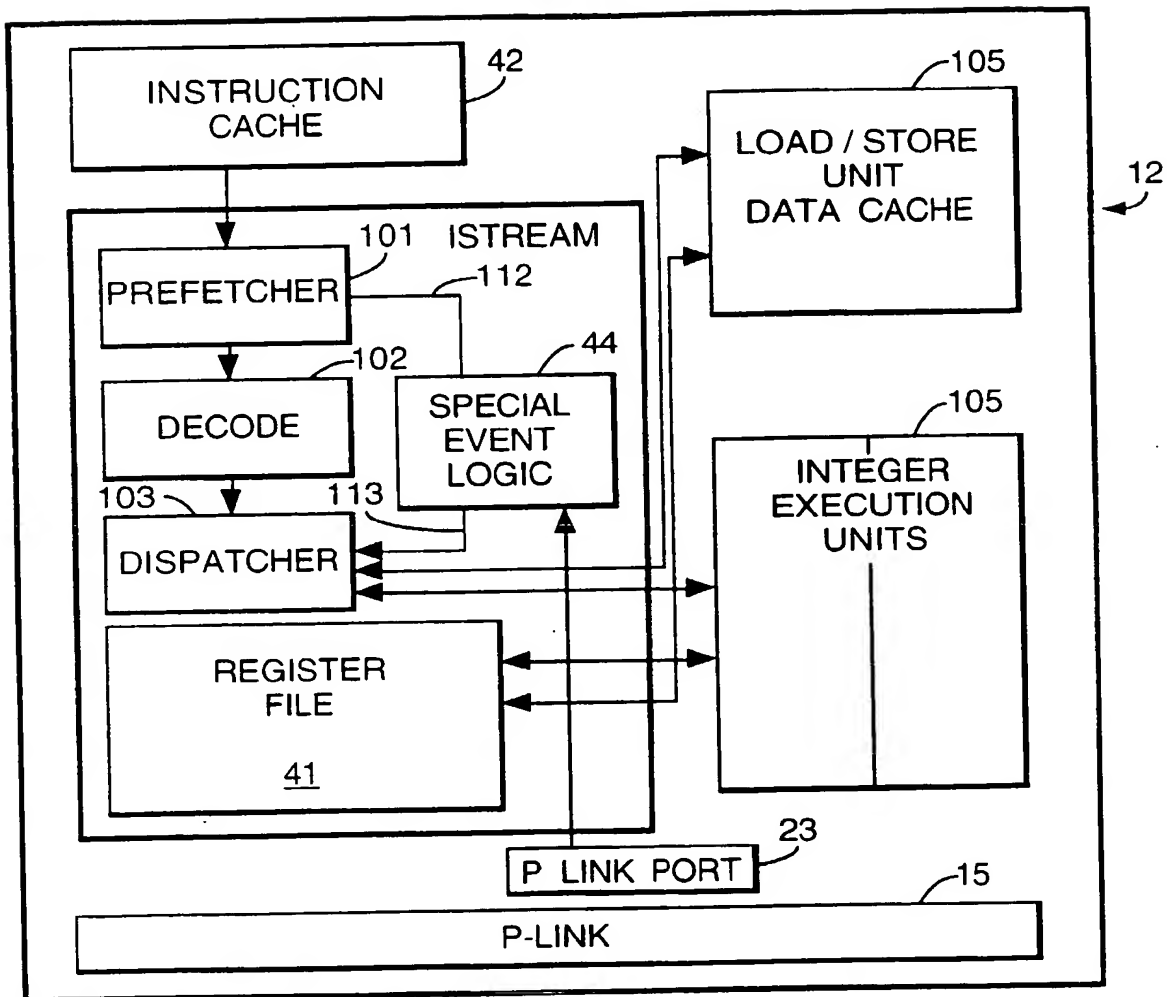 INSTRUCTION
CACHE
42
105
LOAD / STORE
UNIT
DATA CACHE
12
ISTREAM
101
PREFETCHER
112
102
44
DECODE
SPECIAL
EVENT
LOGIC
103
113
DISPATCHER
105
INTEGER
EXECUTION
UNITS
REGISTER
FILE
41
P LINK PORT
23
15
P-LINK